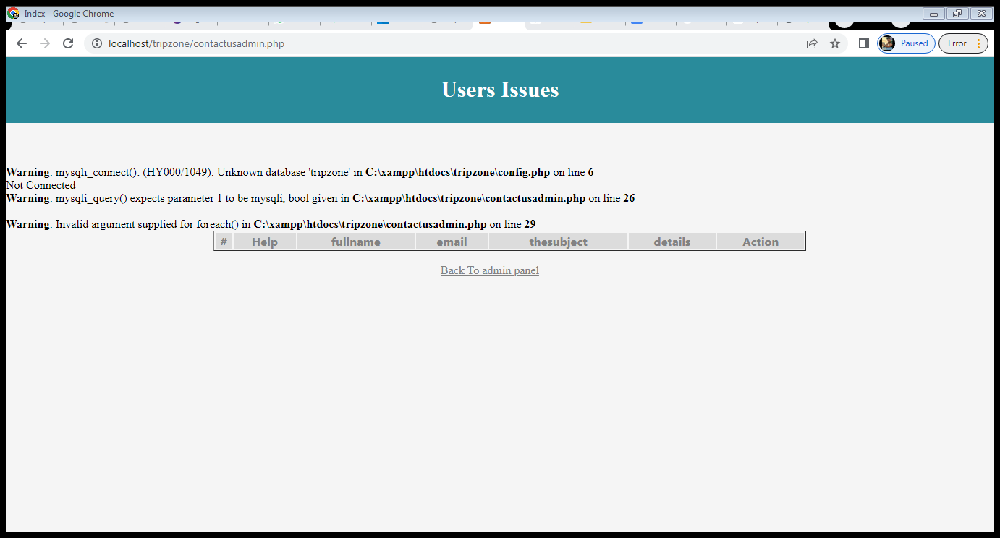 Index - Google Chrome
localhost/tripzone/contactusadmin.php
Paused
Error
Users Issues
Warning: mysqli_connect(): (HY000/1049): Unknown database 'tripzone' in C:\xampp\htdocs\tripzone\config.php on line 6
Not Connected
Warning: mysqli_query() expects parameter 1 to be mysqli, bool given in C:\xampp\htdocs\tripzone\contactusadmin.php on line 26
Warning: Invalid argument supplied for foreach() in C:\xampp\htdocs\tripzone\contactusadmin.php on line 29
# Help fullname email thesubject details Action
Back To admin panel